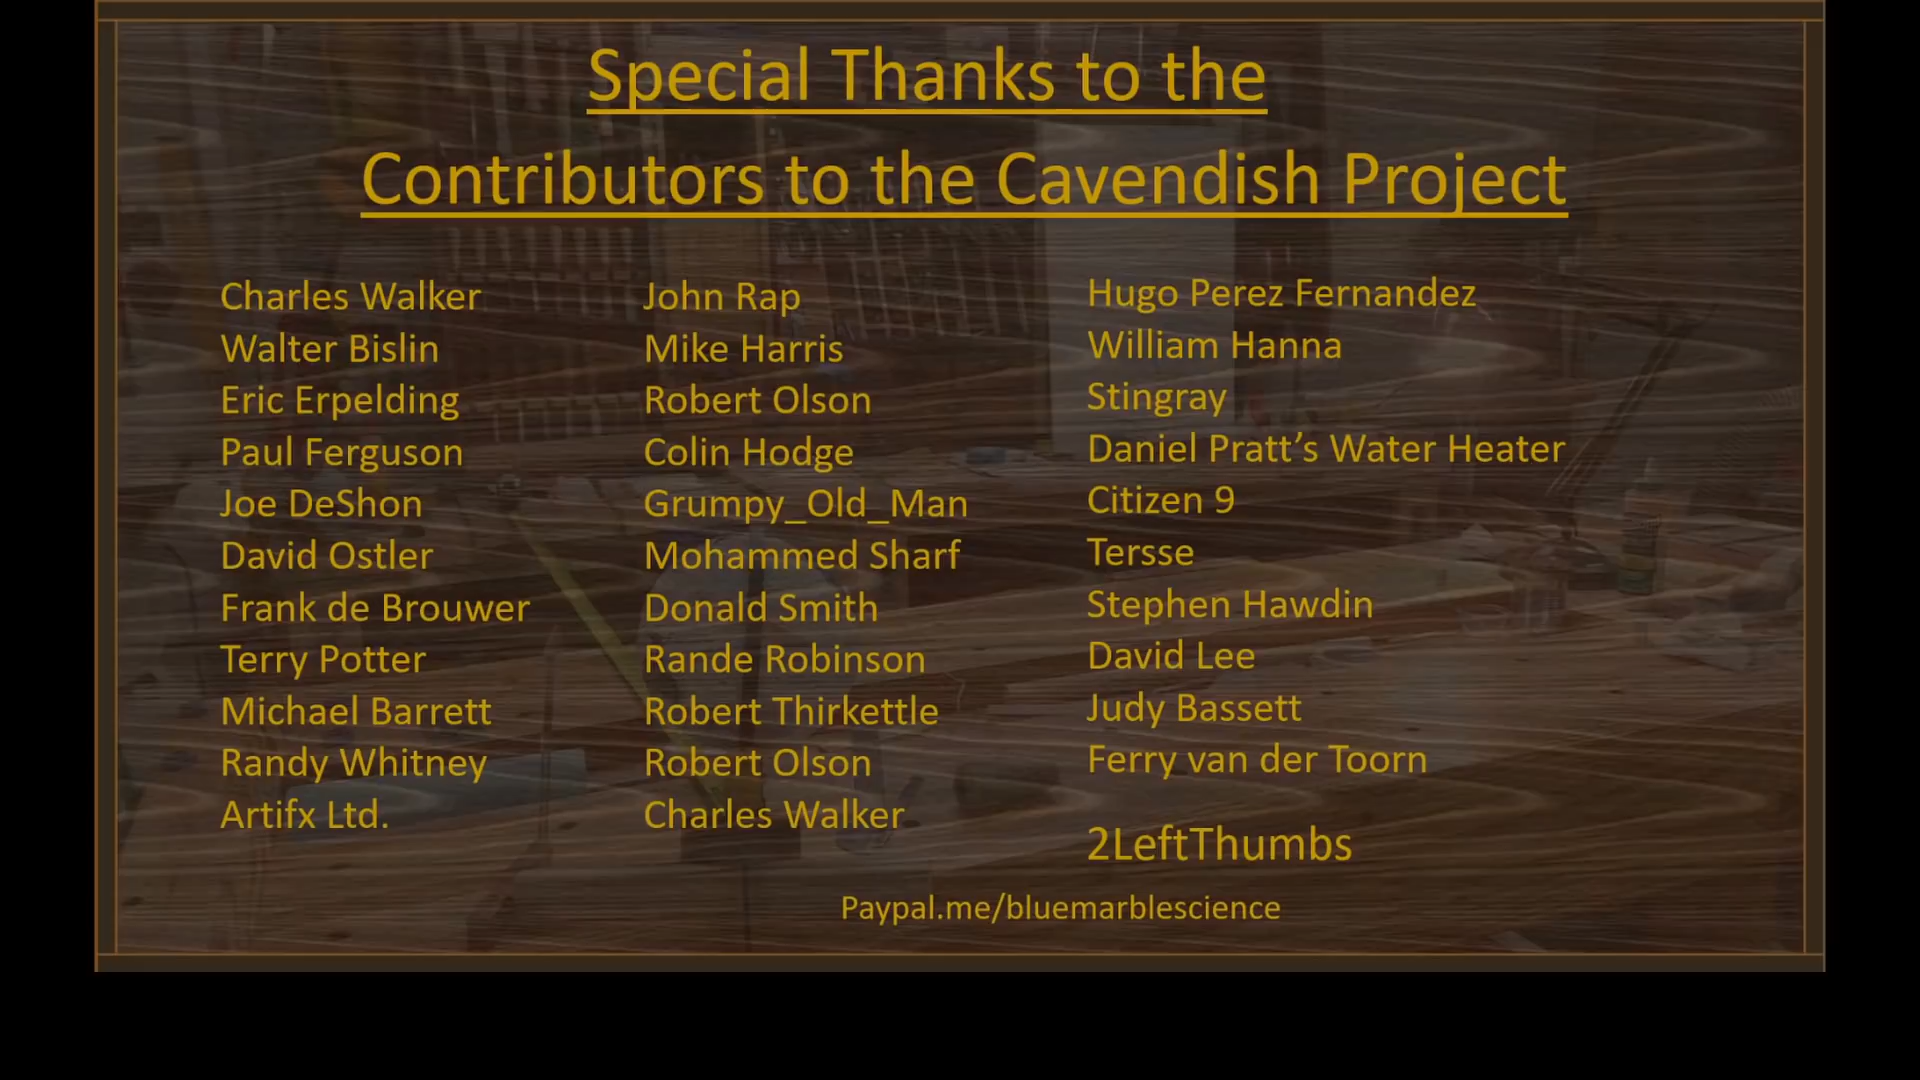 Special Thanks to the
Contributors to the Cavendish Project
Charles Walker
Walter Bislin
Eric Erpelding
Paul Ferguson
Joe DeShon
David Ostler
Frank de Brouwer
Terry Potter
Michael Barrett
Randy Whitney
Artifx Ltd.
John Rap
Mike Harris
Robert Olson
Colin Hodge
Grumpy_Old_Man
Mohammed Sharf
Donald Smith
Rande Robinson
Robert Thirkettle
Robert Olson
Charles Walker
Hugo Perez Fernandez
William Hanna
Stingray
Daniel Pratt’s Water Heater
Citizen 9
Tersse
Stephen Hawdin
David Lee
Judy Bassett
Ferry van der Toorn
2LeftThumbs
Paypal.me/bluemarblescience